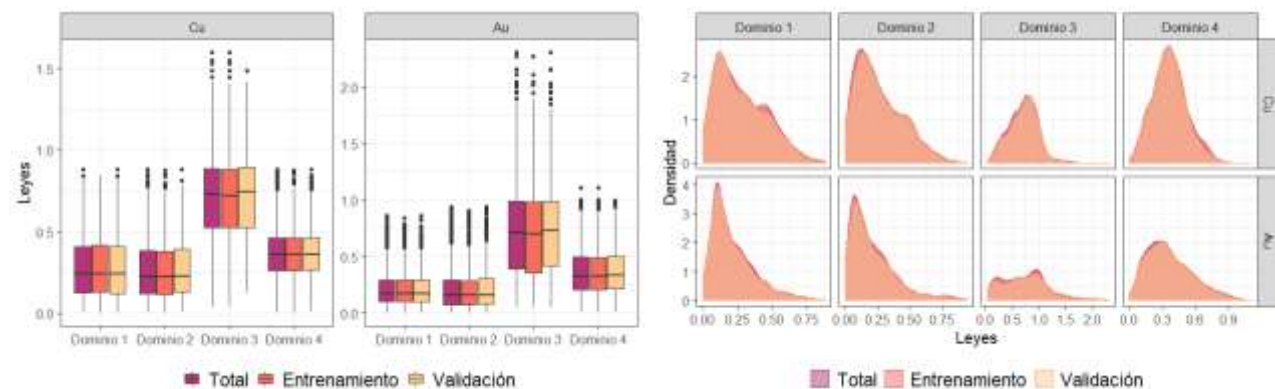 Cu
Au
Leyes
0.0
0.5
1.0
1.5
0.0
0.5
1.0
1.5
2.0
Dominio 1 Dominio 2 Dominio 3 Dominio 4
Dominio 1 Dominio 2 Dominio 3 Dominio 4
Total Entrenamiento Validación
Dominio 1 Dominio 2 Dominio 3 Dominio 4
Densidad
2
1
0
Cu
4
3
2
1
0
Au
0.00 0.25 0.50 0.75 0.00 0.25 0.50 0.75 0.0 0.5 1.0 1.5 2.0 0.0 0.3 0.6 0.9
Leyes
Total Entrenamiento Validación